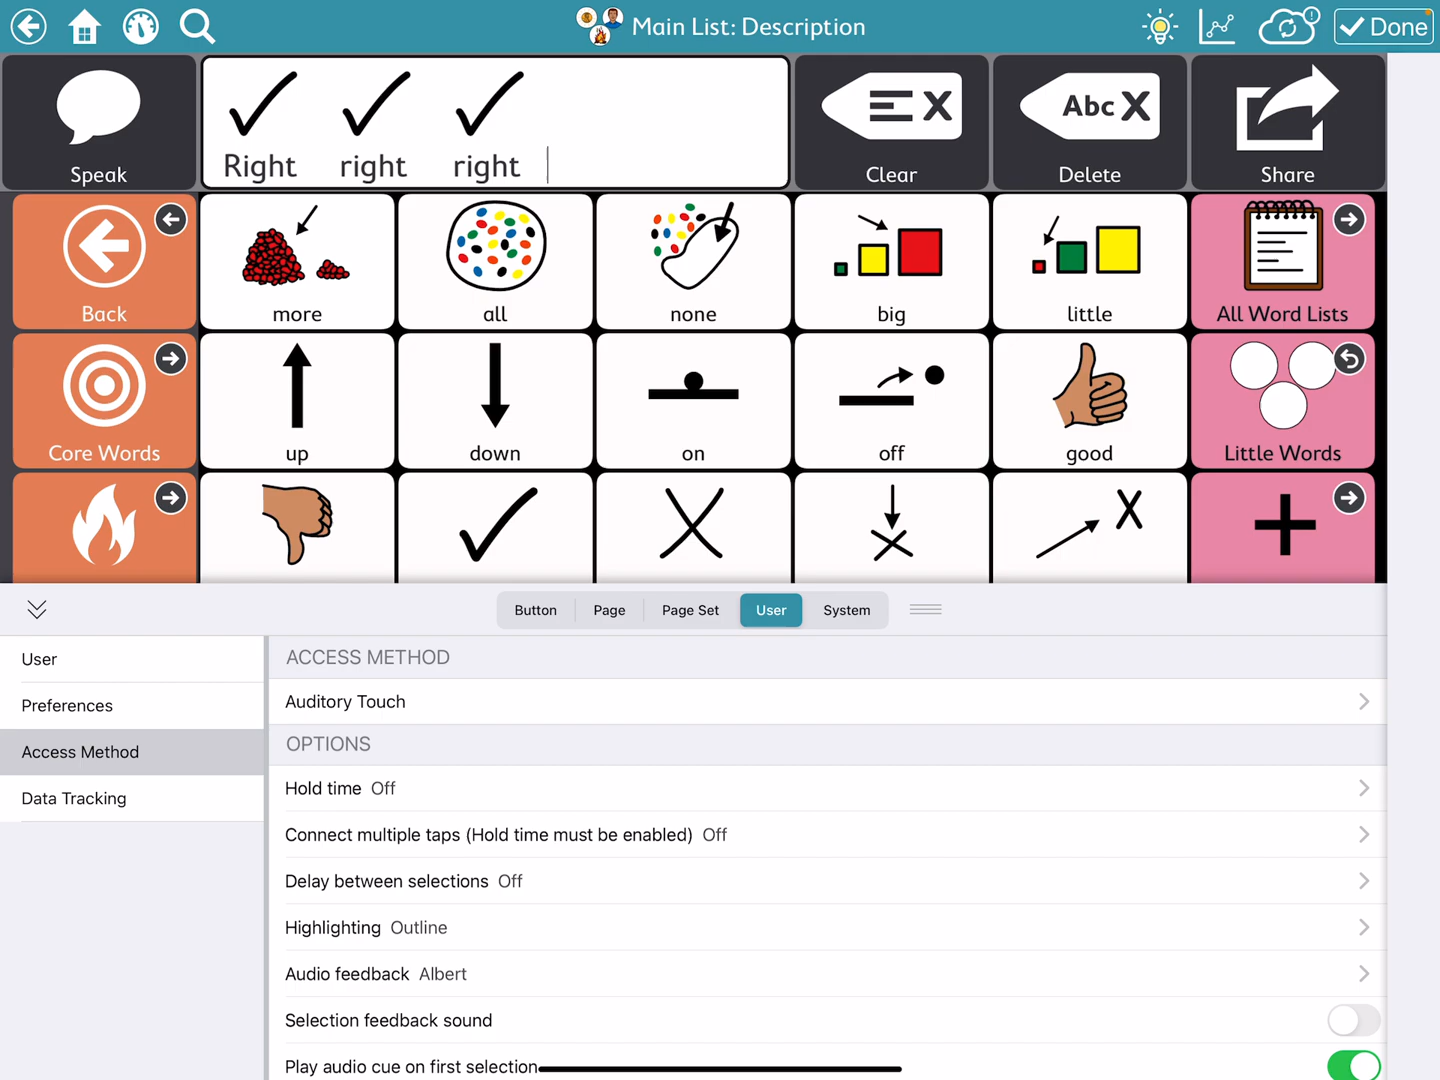 Main List: Description
Done
Speak
Right right right
Clear
Abc X
Delete
Share
Back
more
all
none
big
little
All Word Lists
Core Words
up
down
on
off
good
Little Words
Button
Page
Page Set
User
System
User
Preferences
Access Method
Data Tracking
ACCESS METHOD
Auditory Touch
OPTIONS
Hold time Off
Connect multiple taps (Hold time must be enabled) Off
Delay between selections Off
Highlighting Outline
Audio feedback Albert
Selection feedback sound
Play audio cue on first selection